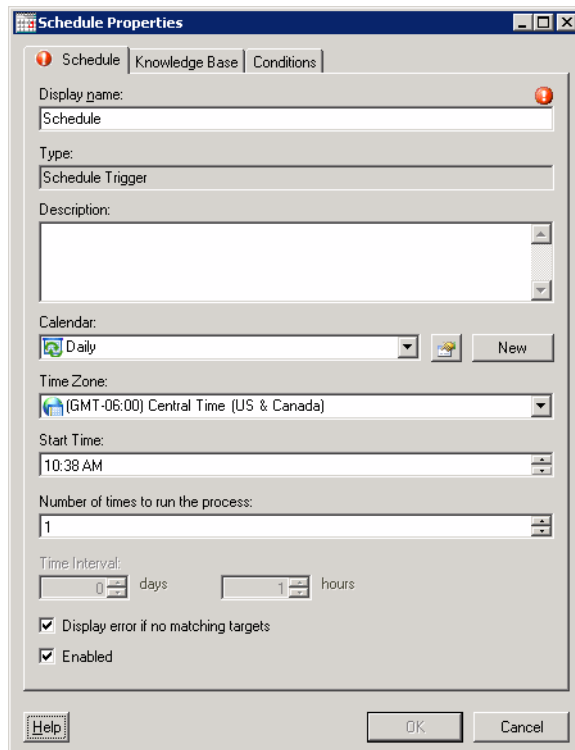 Schedule Properties
Schedule Knowledge Base Conditions
Display name:
Schedule
Type:
Schedule Trigger
Description:
Calendar:
Daily New
Time Zone:
(GMT-06:00) Central Time (US & Canada)
Start Time:
10:38 AM
Number of times to run the process:
1
Time Interval:
0 days 1 hours
Display error if no matching targets
Enabled
Help OK Cancel